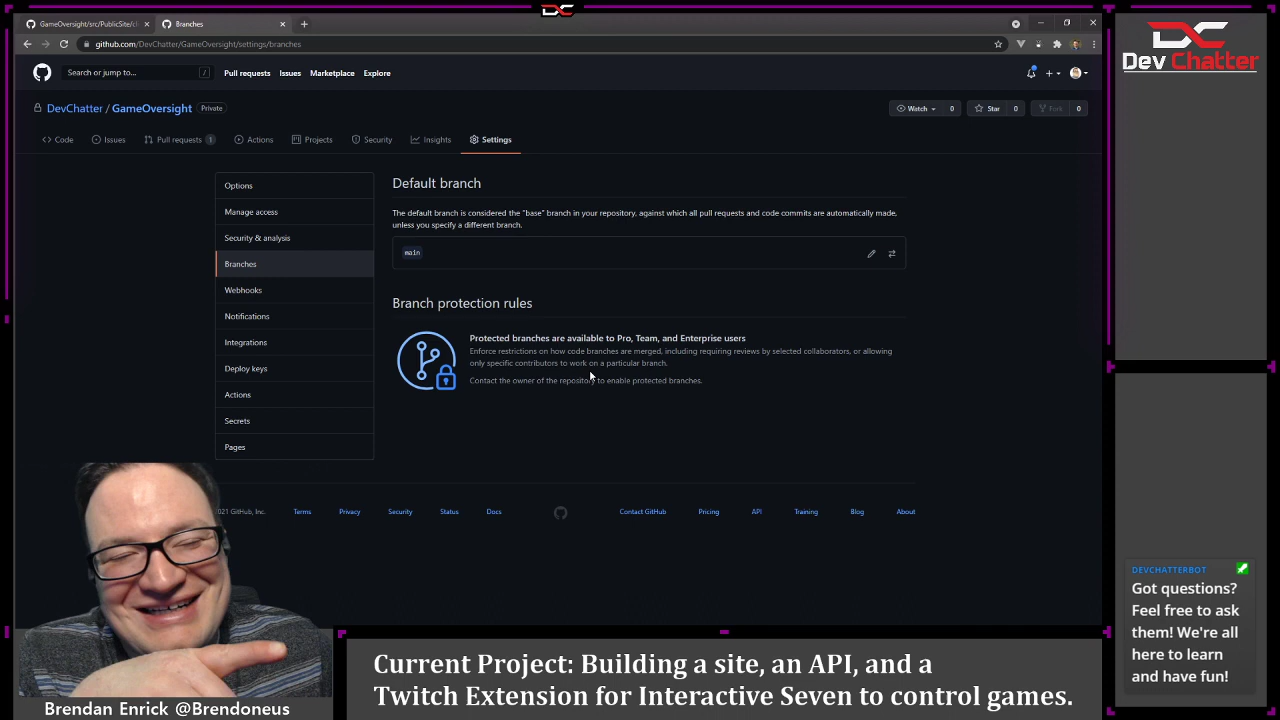 DC
GameOversight/src/PublicSite/cl
Branches
github.com/DevChatter/GameOversight/settings/branches
Search or jump to...
/
Pull requests
Issues
Marketplace
Explore
DevChatter / GameOversight
Private
Watch
0
Star
0
Fork
0
Code
Issues
Pull requests 1
Actions
Projects
Security
Insights
Settings
Options
Manage access
Security & analysis
Branches
Webhooks
Notifications
Integrations
Deploy keys
Actions
Secrets
Pages
Default branch
The default branch is considered the "base" branch in your repository, against which all pull requests and code commits are automatically made,
unless you specify a different branch.
main
Branch protection rules
Protected branches are available to Pro, Team, and Enterprise users
Enforce restrictions on how code branches are merged, including requiring reviews by selected collaborators, or allowing
only specific contributors to work on a particular branch.
Contact the owner of the repository to enable protected branches.
021 GitHub, Inc.
Terms
Privacy
Security
Status
Docs
Contact GitHub
Pricing
API
Training
Blog
About
DC
Dev Chatter
DEVCHATTERBOT
Got questions?
Feel free to ask
them! We're all
here to learn
and have fun!
Brendan Enrick @Brendoneus
Current Project: Building a site, an API, and a
Twitch Extension for Interactive Seven to control games.